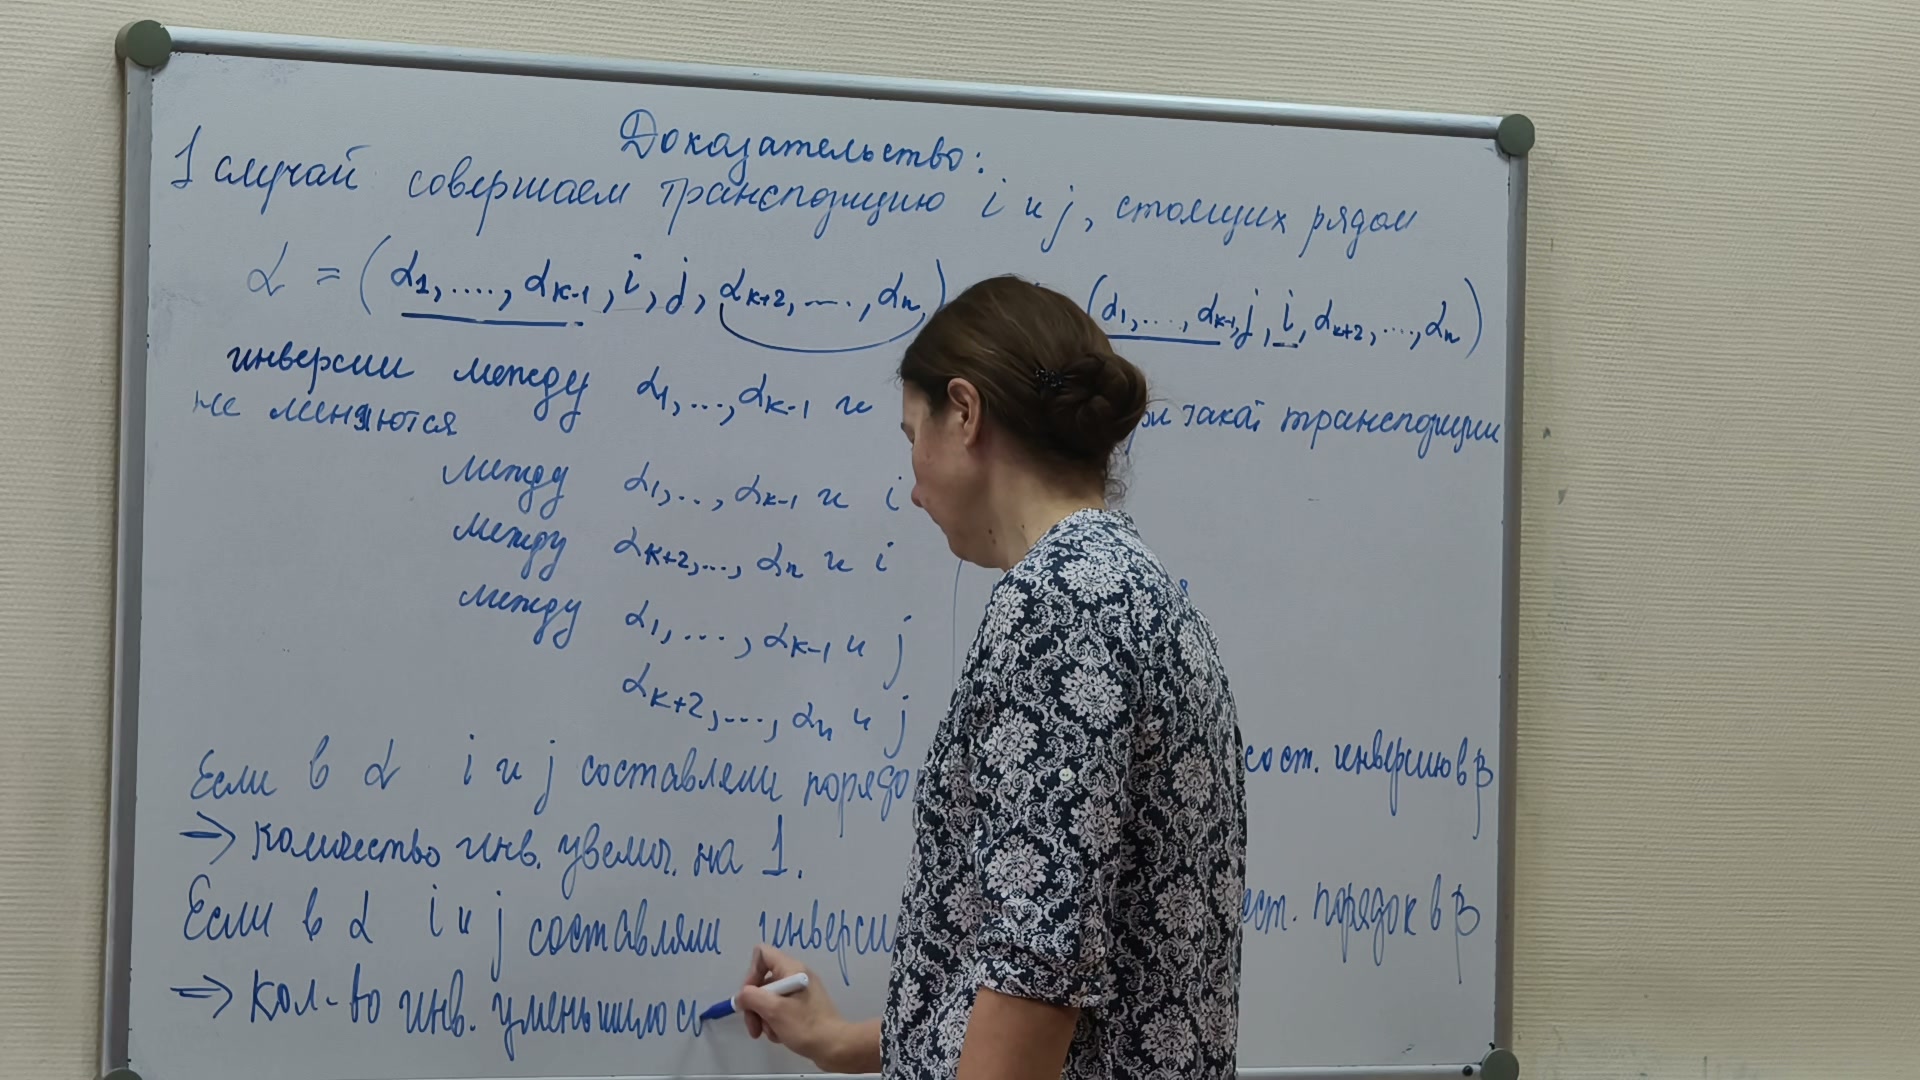 Доказательство:
1 случай совершаем транспозицию i и j, стоящих рядом
α = (α1, ...., αk-1, i, j, αk+2, ...., αn) (α1, ..., αk-1, j, i, αk+2, ...., αn)
инверсии между α1, ..., αk-1 и такой транспозиции
не меняются
между α1, .., αk-1 и i
между αk+2, ..., αn и i
между α1, ..., αk-1 и j
αk+2, ..., αn и j
Если в α i и j составляли сост. инверсию в β
⇒ количество инв. увелич. на 1.
Если в α i и j составляли порядок в β
⇒ кол-во инв. уменьшилось